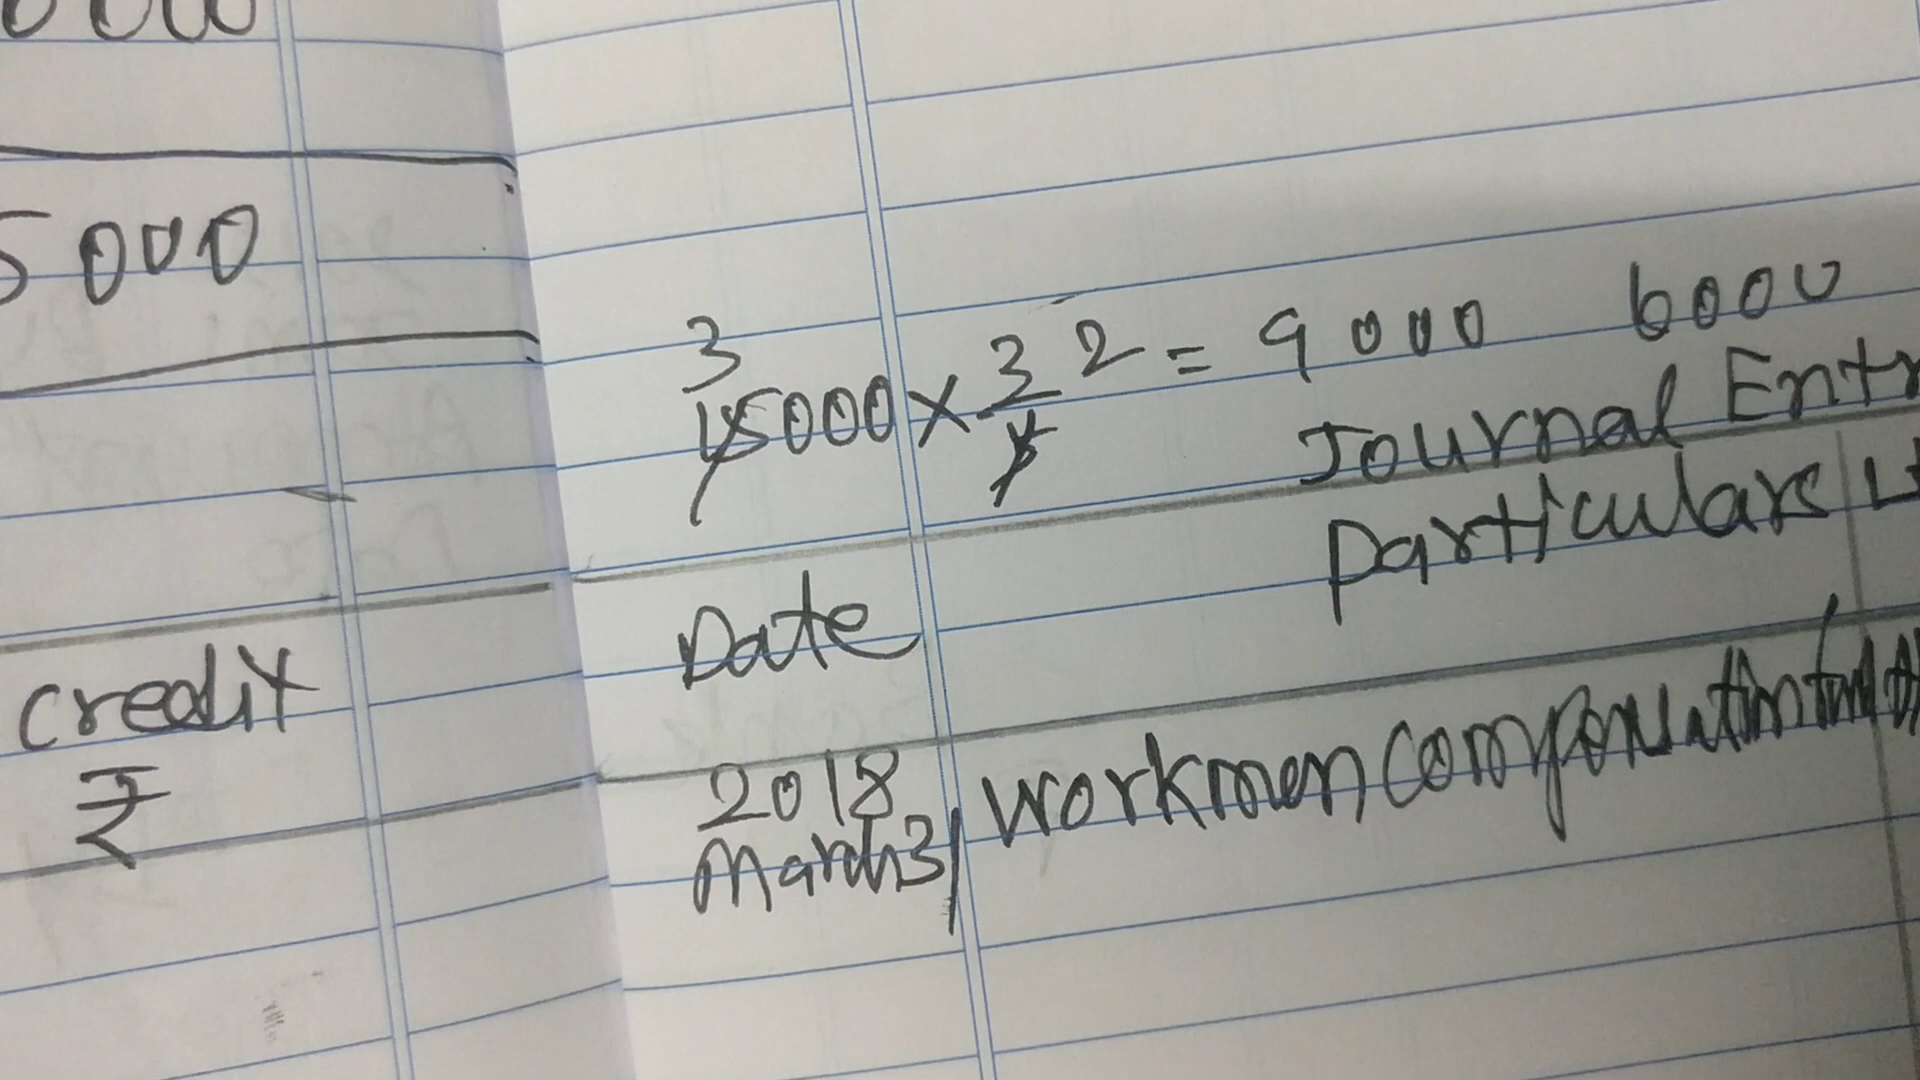 5000
credit
₹
3
15000 × 3/5 2 = 9000 6000
Journal Entr
Date Particulars
2018
March 31 workmen compensation fund